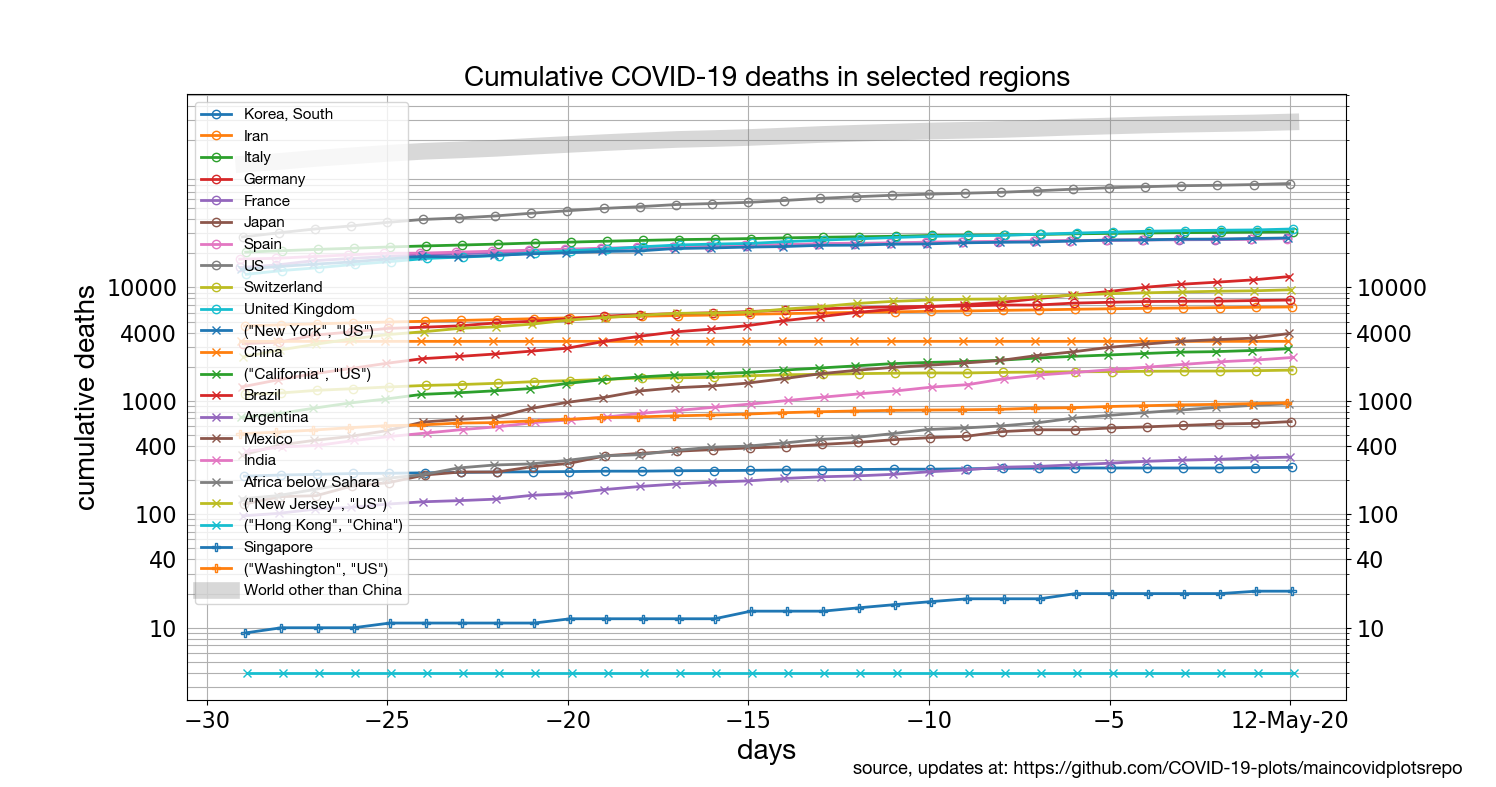 Cumulative COVID-19 deaths in selected regions
Korea, South
Iran
Italy
Germany
France
Japan
Spain
US
Switzerland
United Kingdom
("New York", "US")
China
("California", "US")
Brazil
Argentina
Mexico
India
Africa below Sahara
("New Jersey", "US")
("Hong Kong", "China")
Singapore
("Washington", "US")
World other than China
cumulative deaths
10000
4000
1000
400
100
40
10
10000
4000
1000
400
100
40
10
−30 −25 −20 −15 −10 −5 12-May-20
days
source, updates at: https://github.com/COVID-19-plots/maincovidplotsrepo